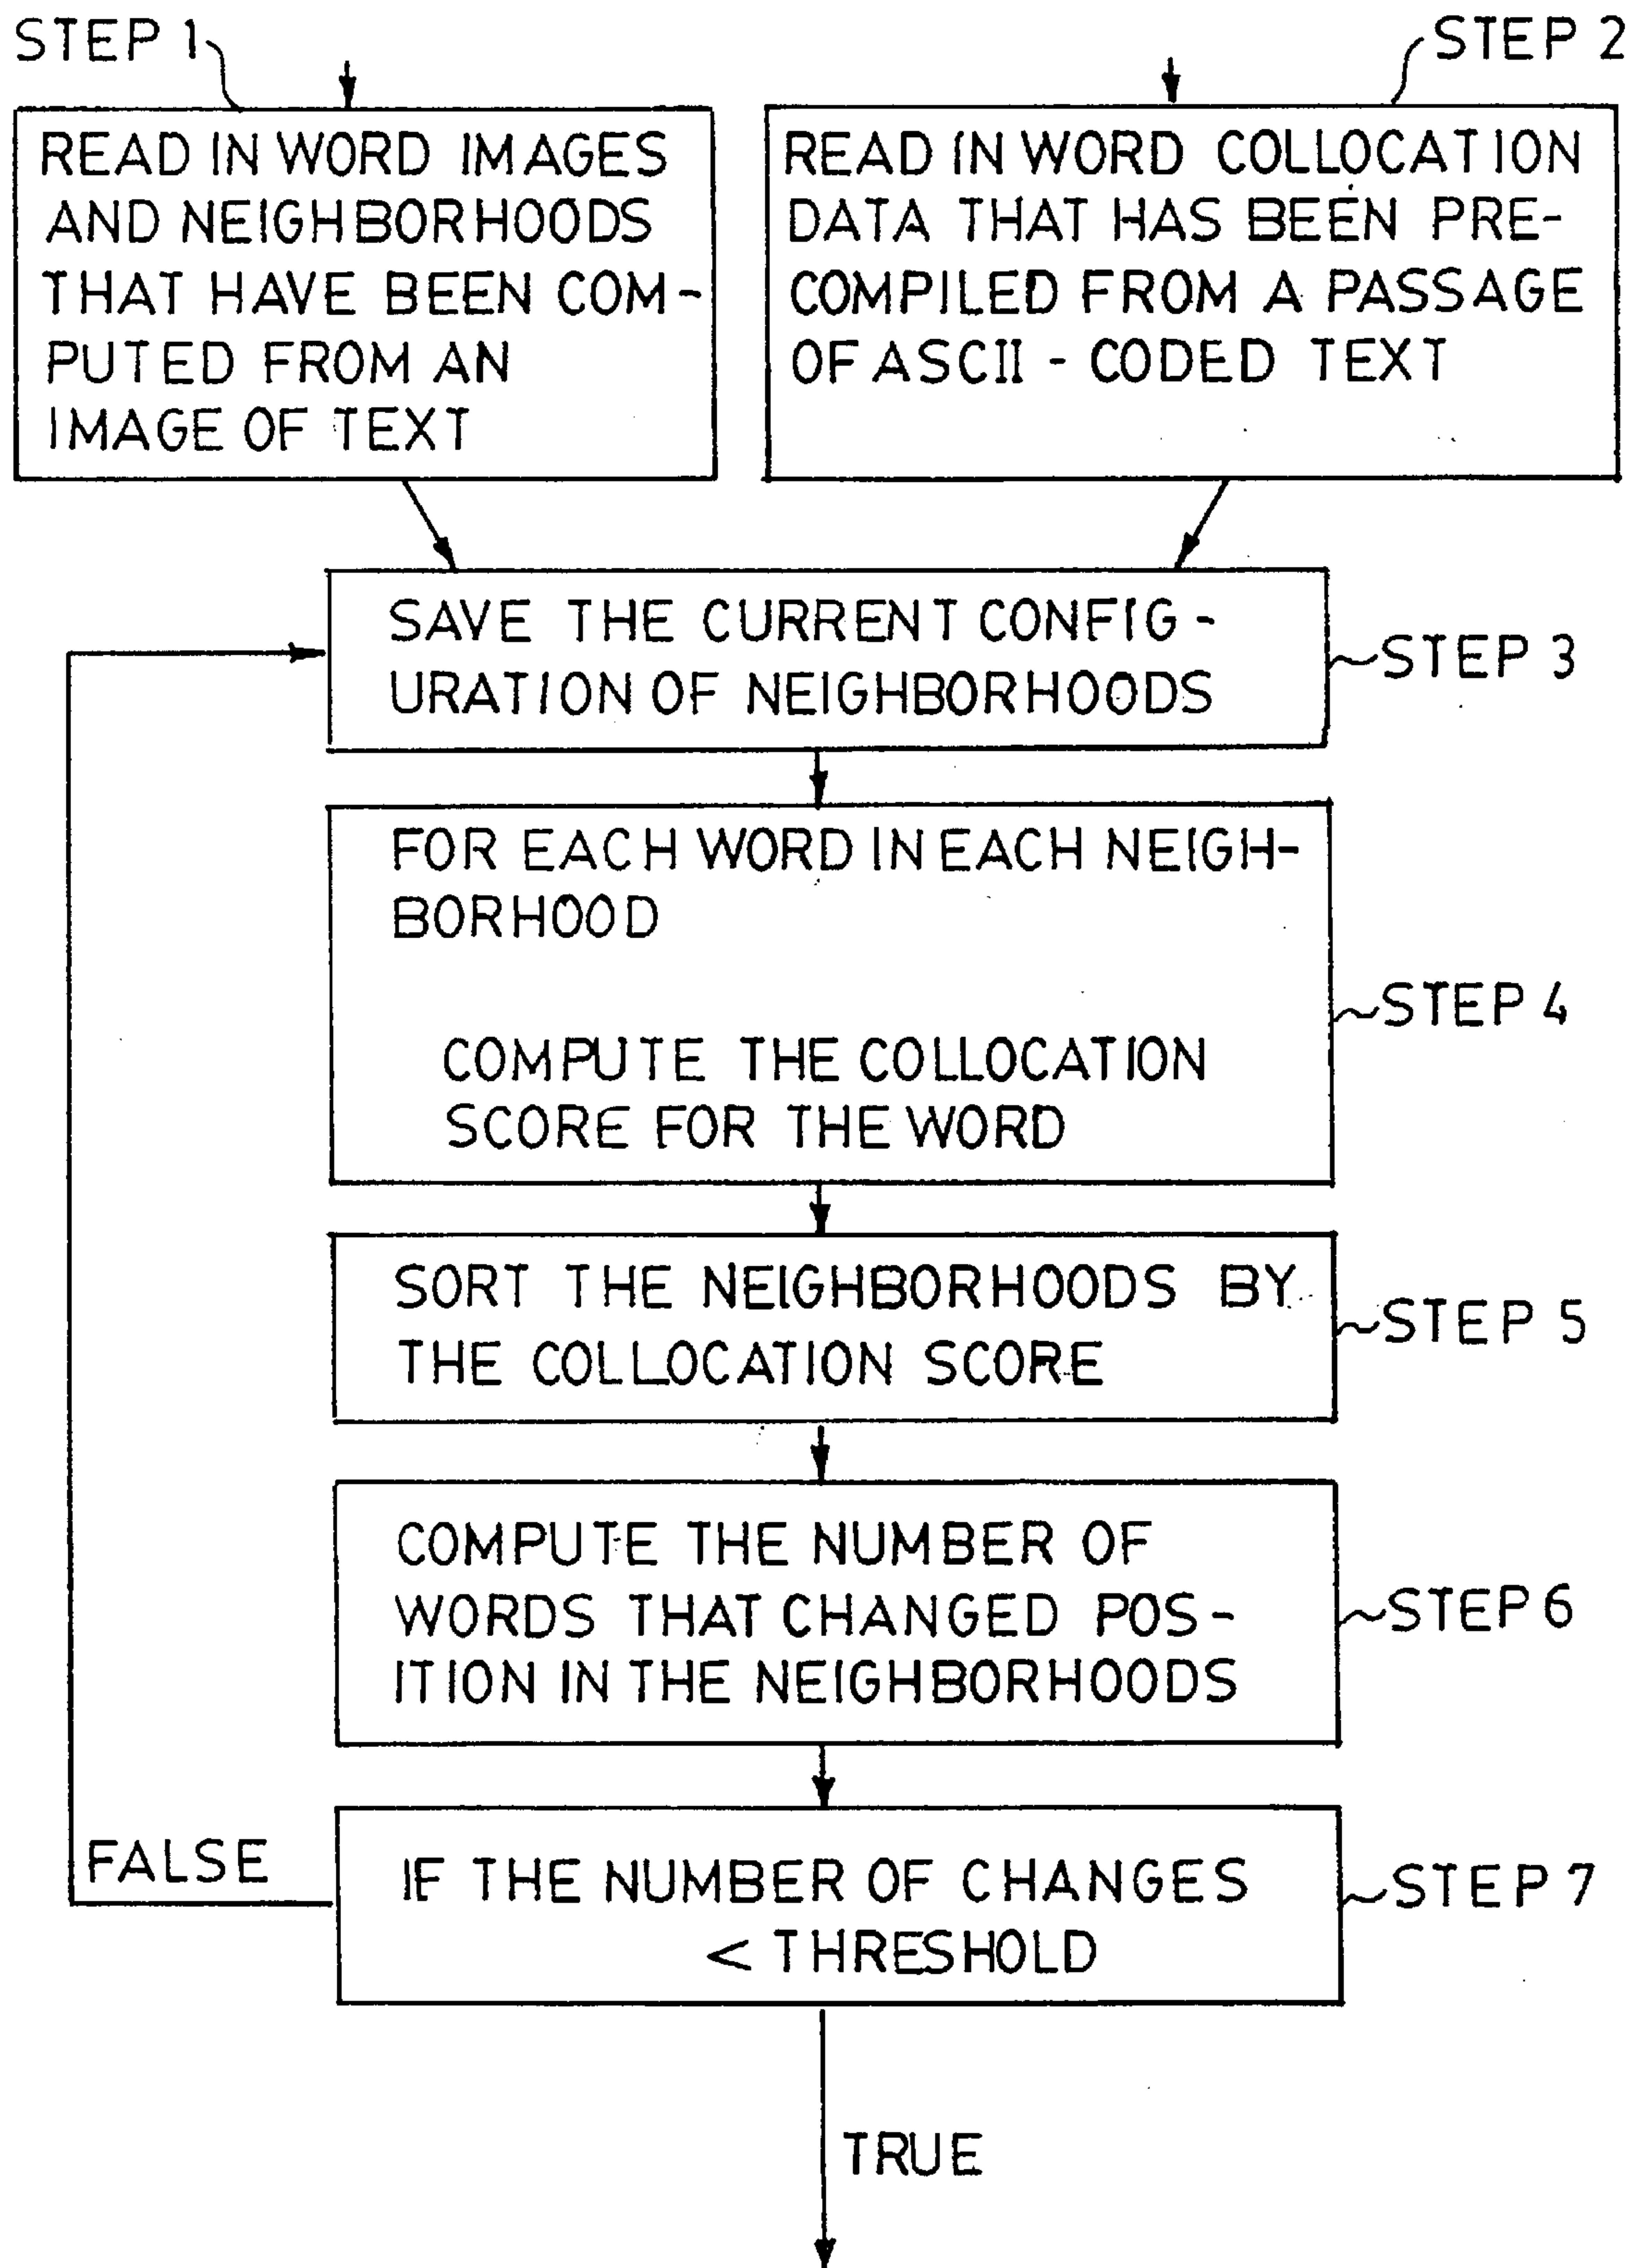 STEP 1
STEP 2
READ IN WORD IMAGES
AND NEIGHBORHOODS
THAT HAVE BEEN COM-
PUTED FROM AN
IMAGE OF TEXT
READ IN WORD COLLOCATION
DATA THAT HAS BEEN PRE-
COMPILED FROM A PASSAGE
OF ASCII - CODED TEXT
SAVE THE CURRENT CONFIG-
URATION OF NEIGHBORHOODS
STEP 3
FOR EACH WORD IN EACH NEIGH-
BORHOOD
COMPUTE THE COLLOCATION
SCORE FOR THE WORD
STEP 4
SORT THE NEIGHBORHOODS BY
THE COLLOCATION SCORE
STEP 5
COMPUTE THE NUMBER OF
WORDS THAT CHANGED POS-
ITION IN THE NEIGHBORHOODS
STEP 6
FALSE
IF THE NUMBER OF CHANGES
< THRESHOLD
STEP 7
TRUE